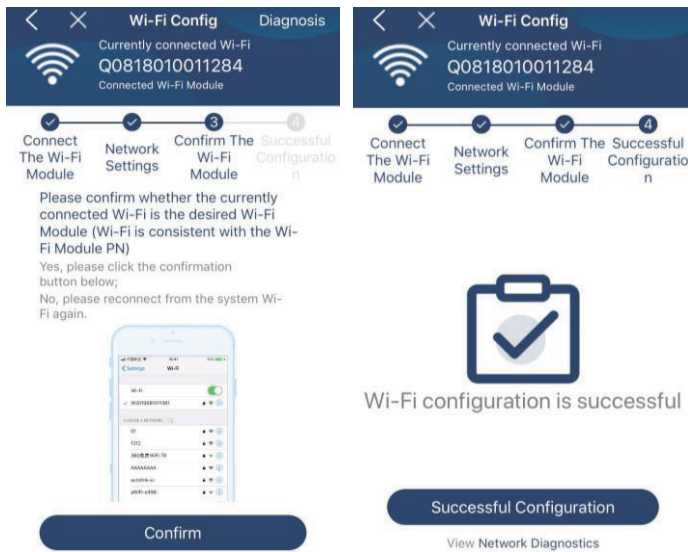 Wi-Fi Config
Diagnosis
Currently connected Wi-Fi
Q0818010011284
Connected Wi-Fi Module
3
4
Connect
The Wi-Fi
Module
Network
Settings
Confirm The
Wi-Fi
Module
Successful
Configuratio
n
Please confirm whether the currently
connected Wi-Fi is the desired Wi-Fi
Module (Wi-Fi is consistent with the Wi-
Fi Module PN)
Yes, please click the confirmation
button below;
No, please reconnect from the system Wi-
Fi again.
Settings
Wi-Fi
Wi-Fi
01
1212
AAAAAAAA
Confirm
Wi-Fi Config
Currently connected Wi-Fi
Q0818010011284
Connected Wi-Fi Module
4
Connect
The Wi-Fi
Module
Network
Settings
Confirm The
Wi-Fi
Module
Successful
Configuratio
n
Wi-Fi configuration is successful
Successful Configuration
View Network Diagnostics